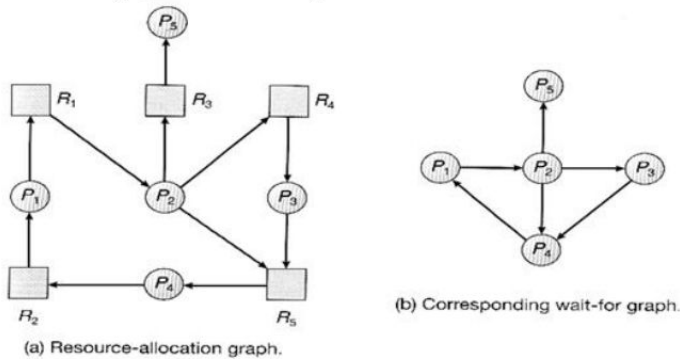 P5
R1
R3
R4
P1
P2
P3
P4
R2
R5
(a) Resource-allocation graph.
P5
P1
P2
P3
P4
(b) Corresponding wait-for graph.